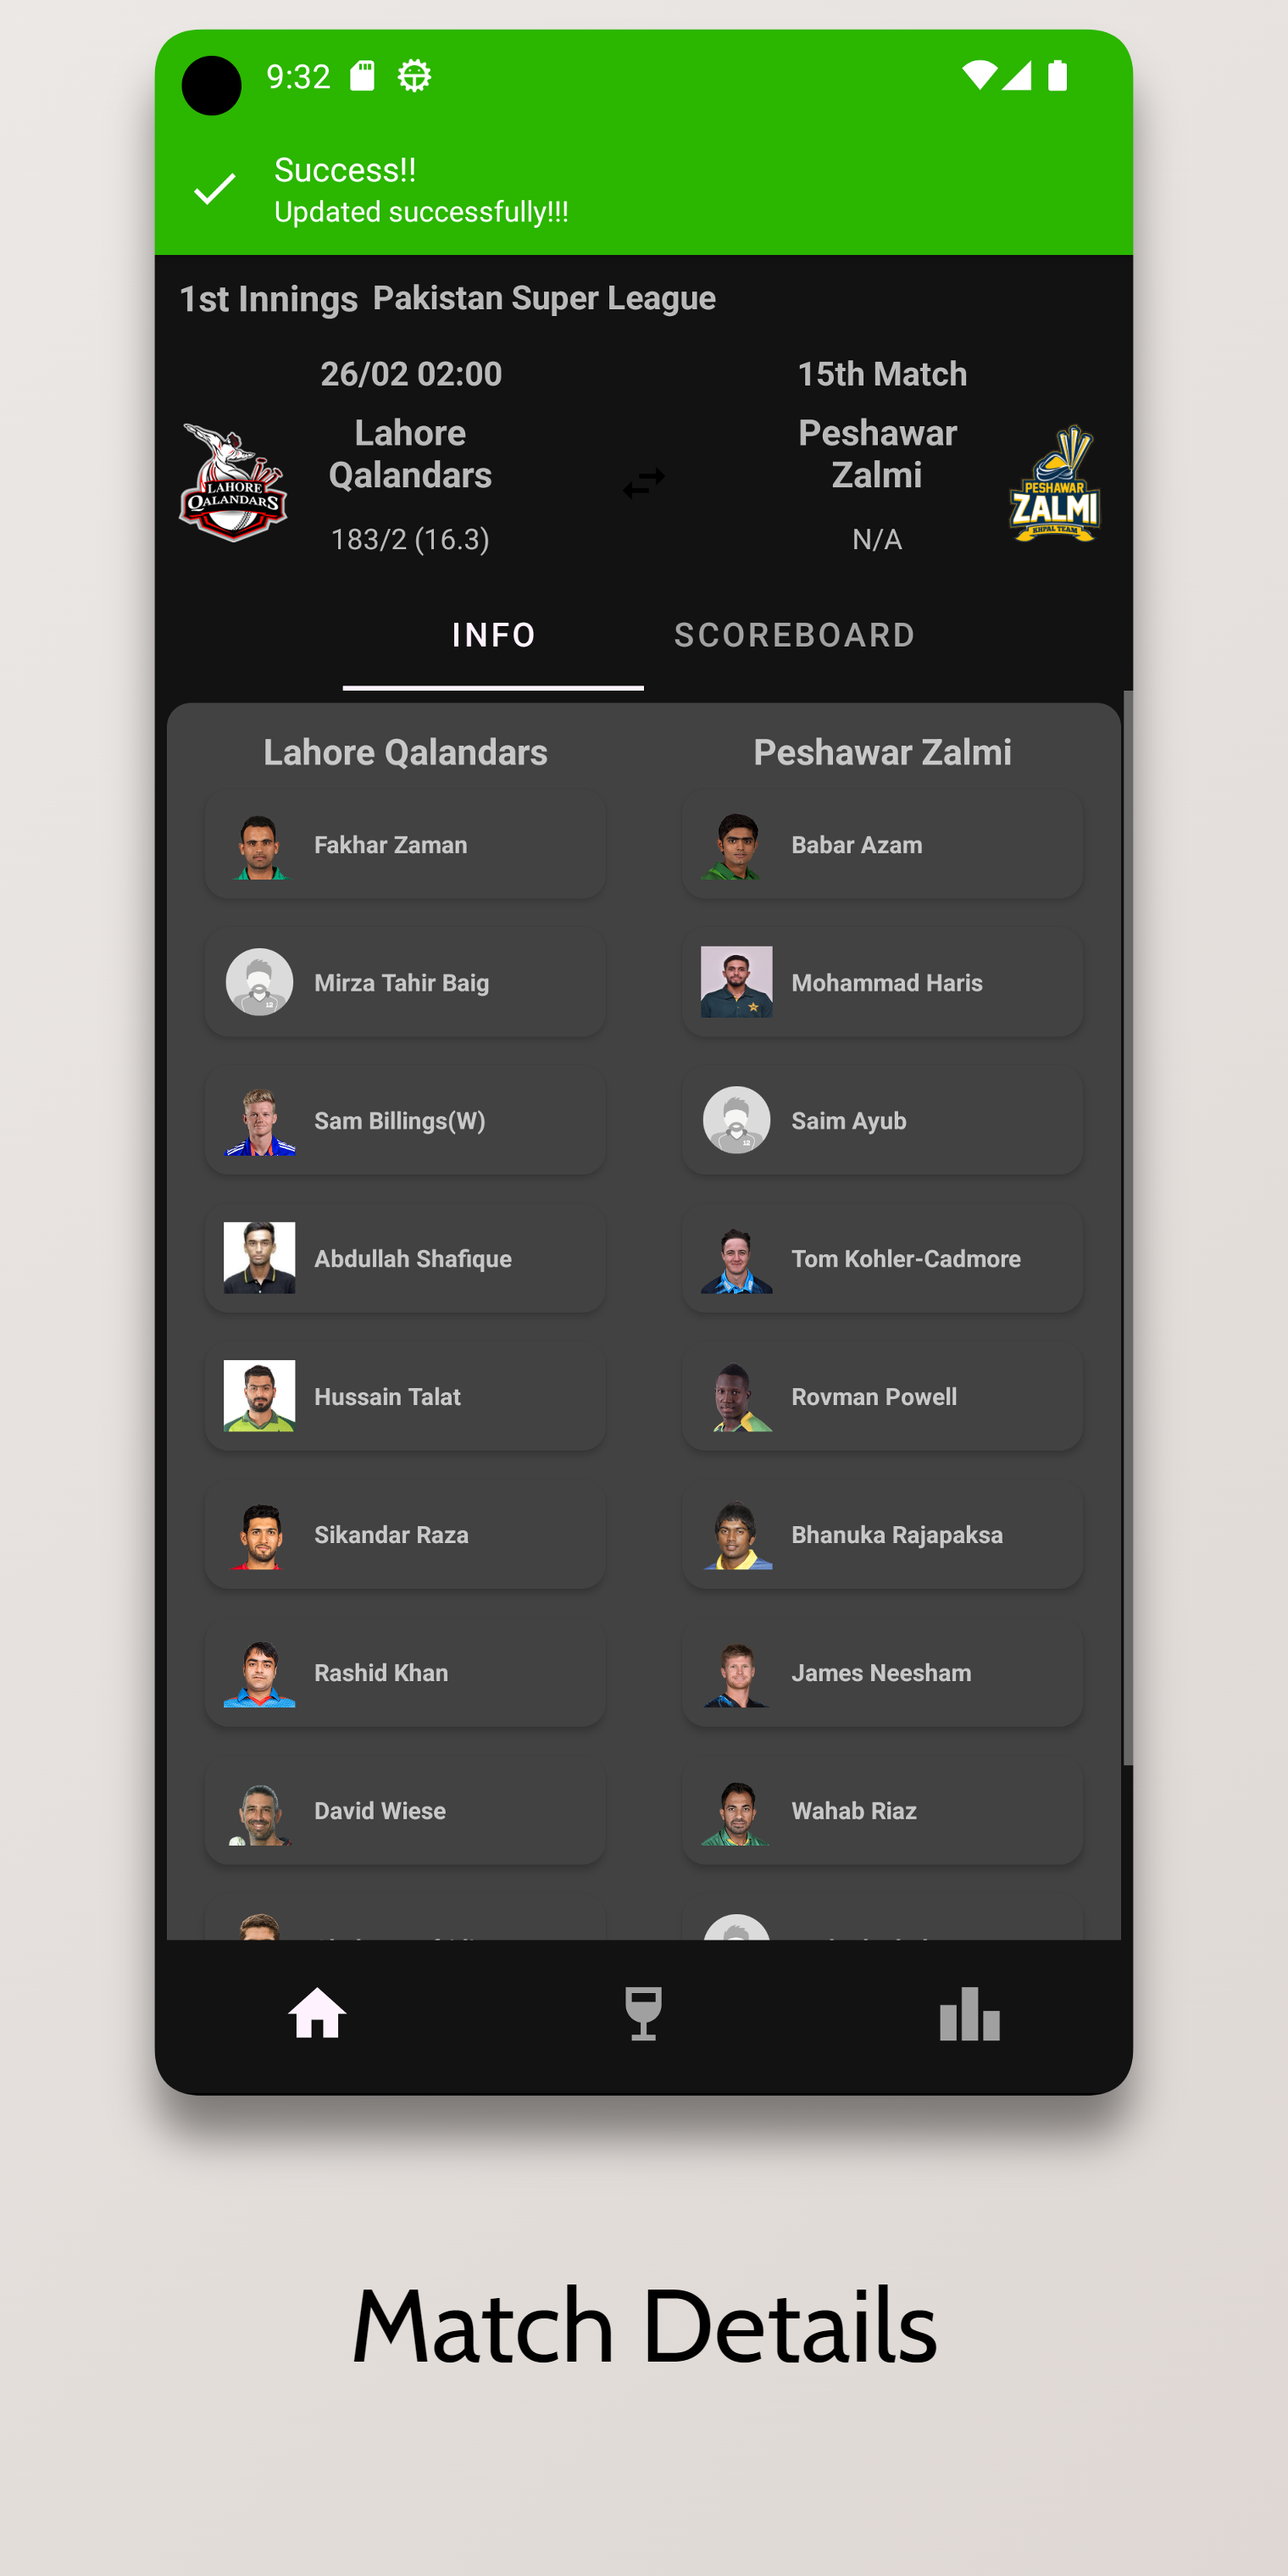 9:32
Success!!
Updated successfully!!!
1st Innings Pakistan Super League
26/02 02:00
15th Match
Lahore
Qalandars
183/2 (16.3)
Peshawar
Zalmi
N/A
LAHORE
QALANDARS
PESHAWAR
ZALMI
KHPAL TEAM
INFO
SCOREBOARD
Lahore Qalandars
Peshawar Zalmi
Fakhar Zaman
Babar Azam
Mirza Tahir Baig
Mohammad Haris
Sam Billings(W)
Saim Ayub
Abdullah Shafique
Tom Kohler-Cadmore
Hussain Talat
Rovman Powell
Sikandar Raza
Bhanuka Rajapaksa
Rashid Khan
James Neesham
David Wiese
Wahab Riaz
Match Details